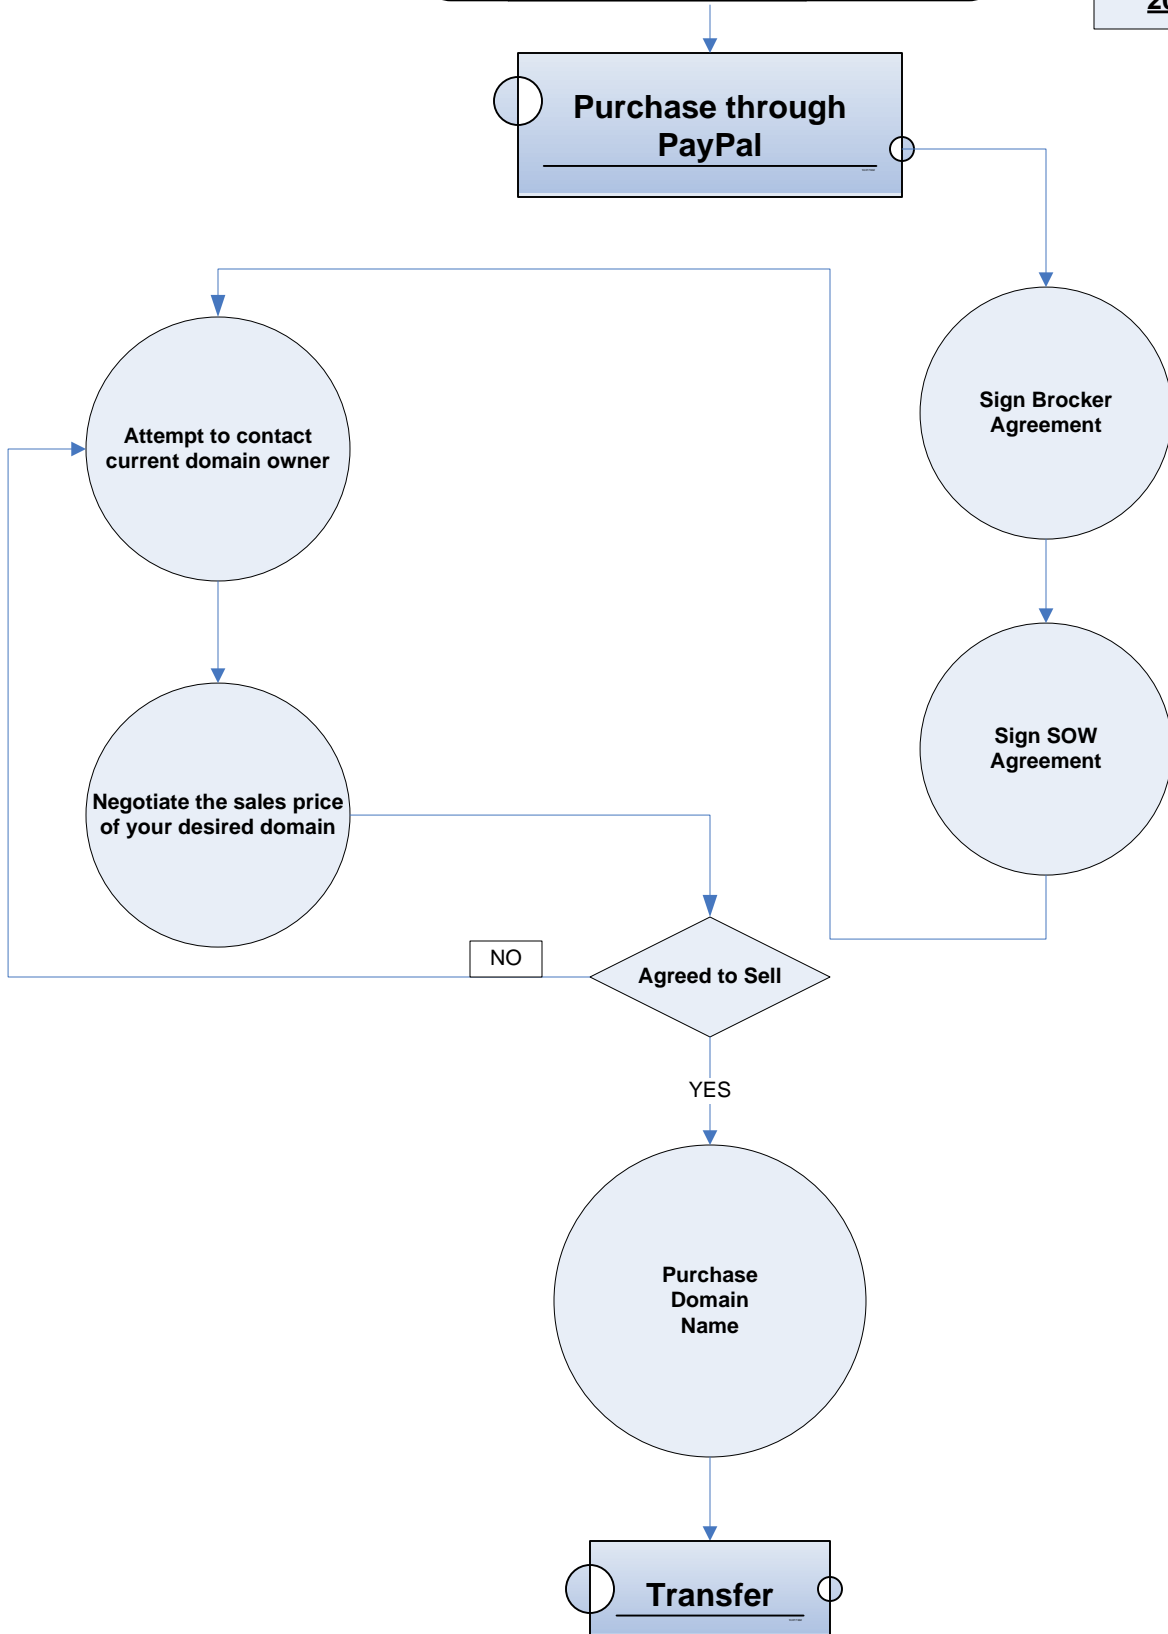 Purchase through
PayPal
Sign Brocker
Agreement
Attempt to contact
current domain owner
Sign SOW
Agreement
Negotiate the sales price
of your desired domain
NO
Agreed to Sell
YES
Purchase
Domain
Name
Transfer